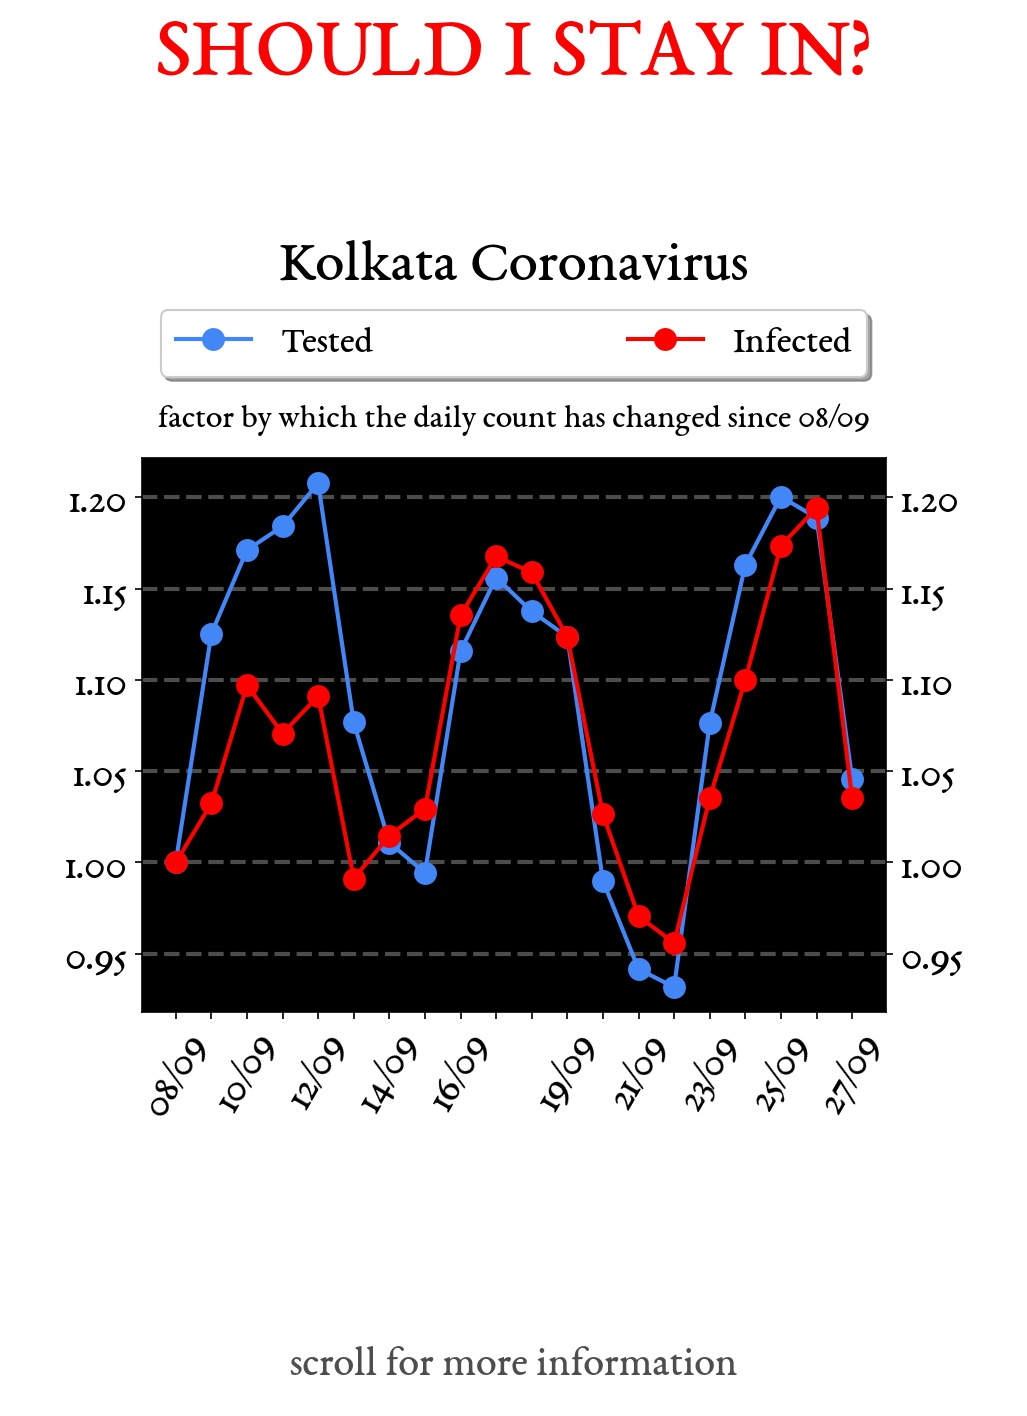 SHOULD I STAY IN?
Kolkata Coronavirus
Tested Infected
factor by which the daily count has changed since 08/09
1.20 1.20
1.15 1.15
1.10 1.10
1.05 1.05
1.00 1.00
0.95 0.95
08/09 10/09 12/09 14/09 16/09 19/09 21/09 23/09 25/09 27/09
scroll for more information